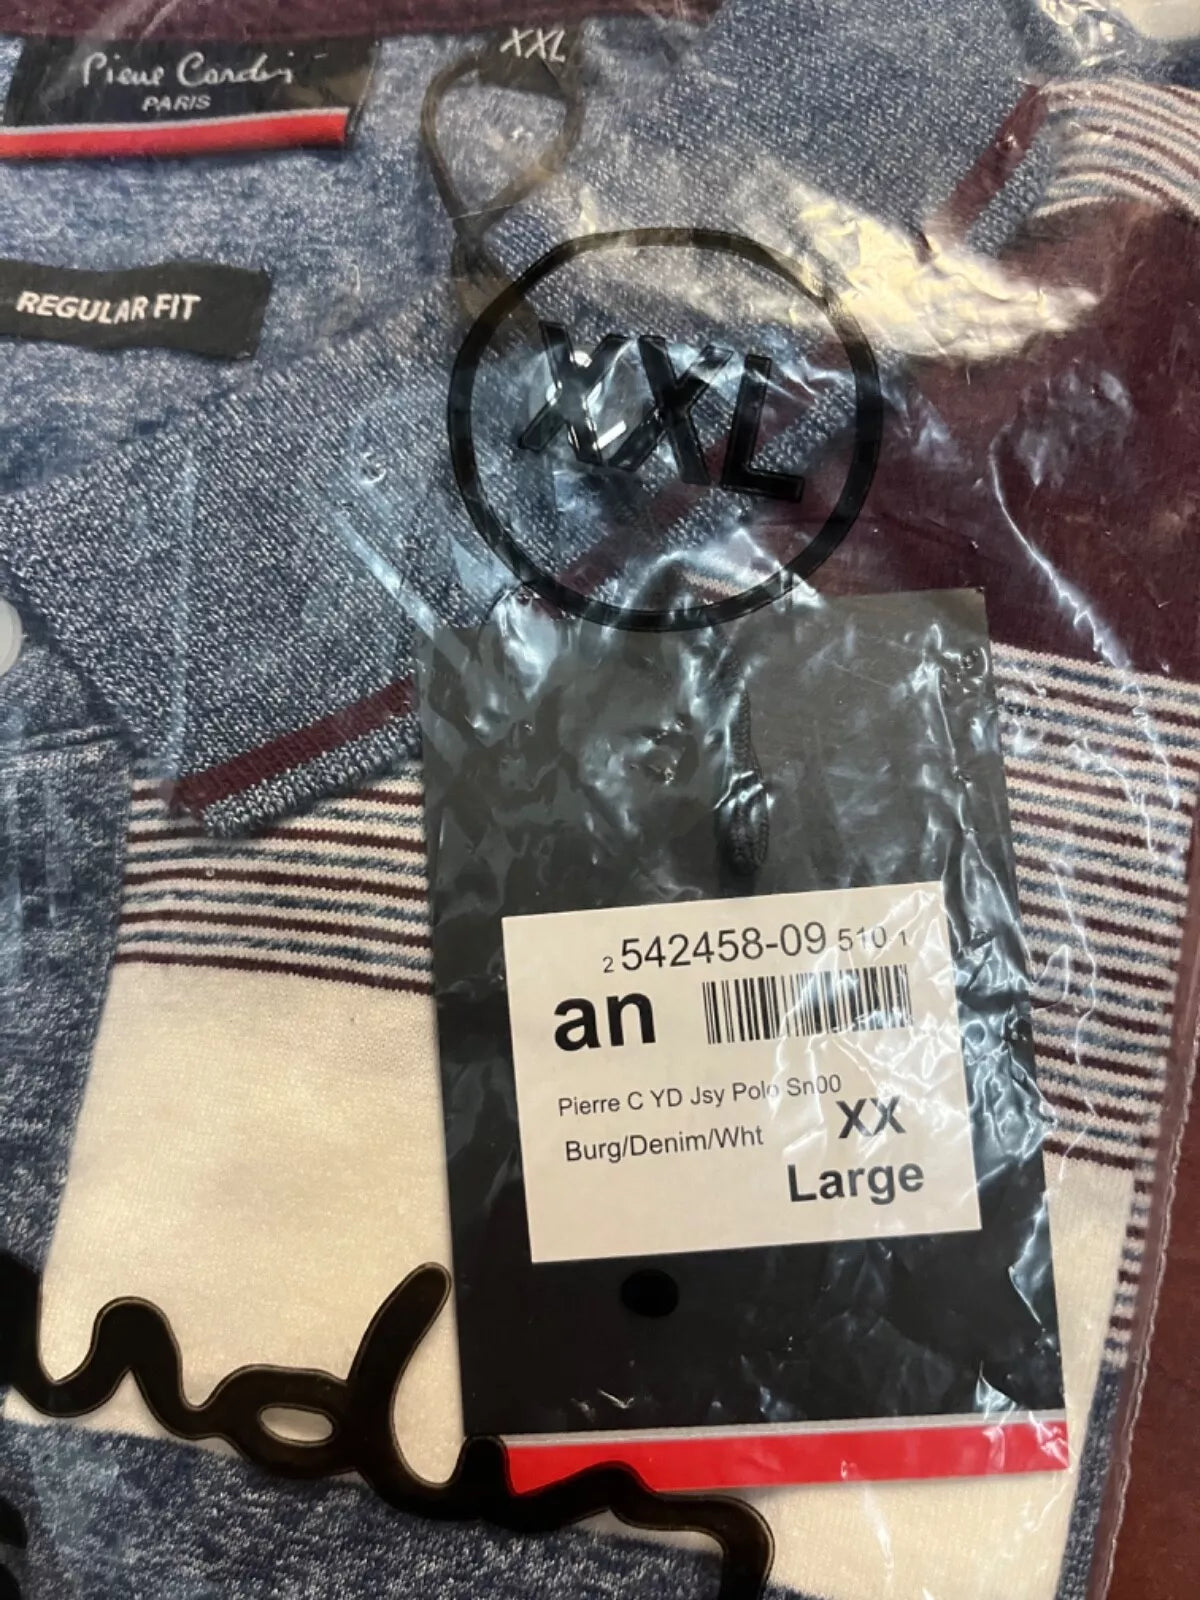 Pierre Cardin
PARIS
XXL
REGULAR FIT
XXL
2 542458-09 510 1
an
Pierre C YD Jsy Polo Sn00
Burg/Denim/Wht
XX
Large